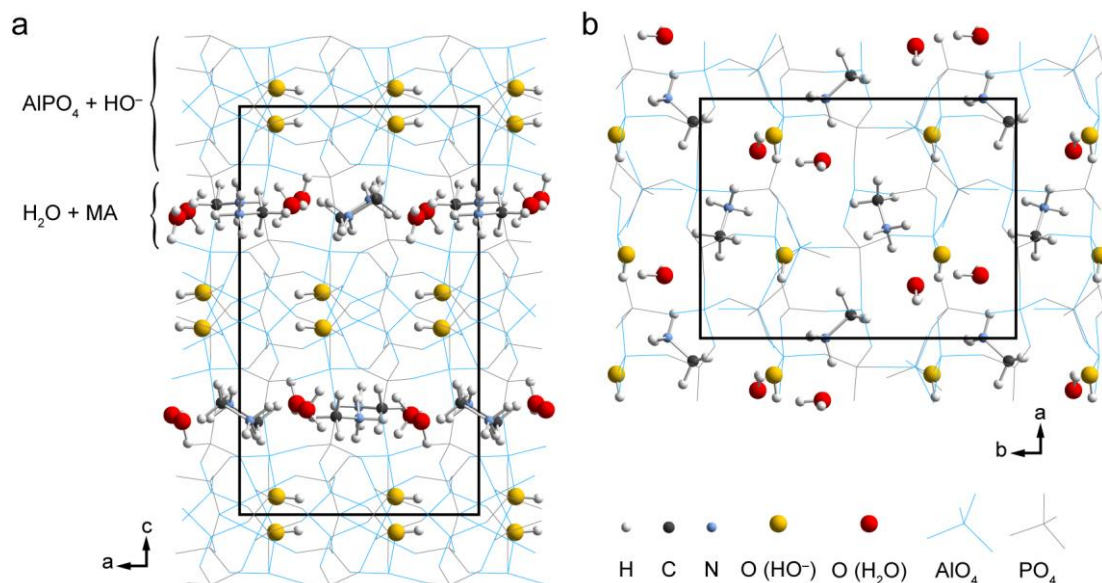 a
AlPO₄ + HO⁻
H₂O + MA
c
a
b
a
b
H C N O (HO⁻) O (H₂O) AlO₄ PO₄